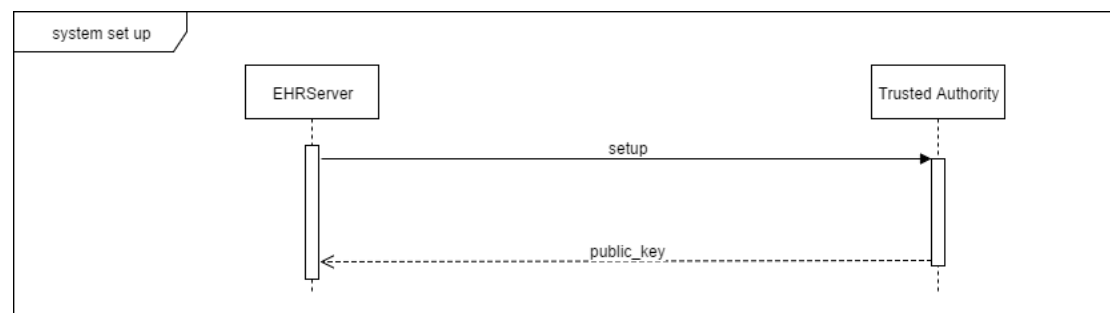 system set up
EHRServer
Trusted Authority
setup
public_key